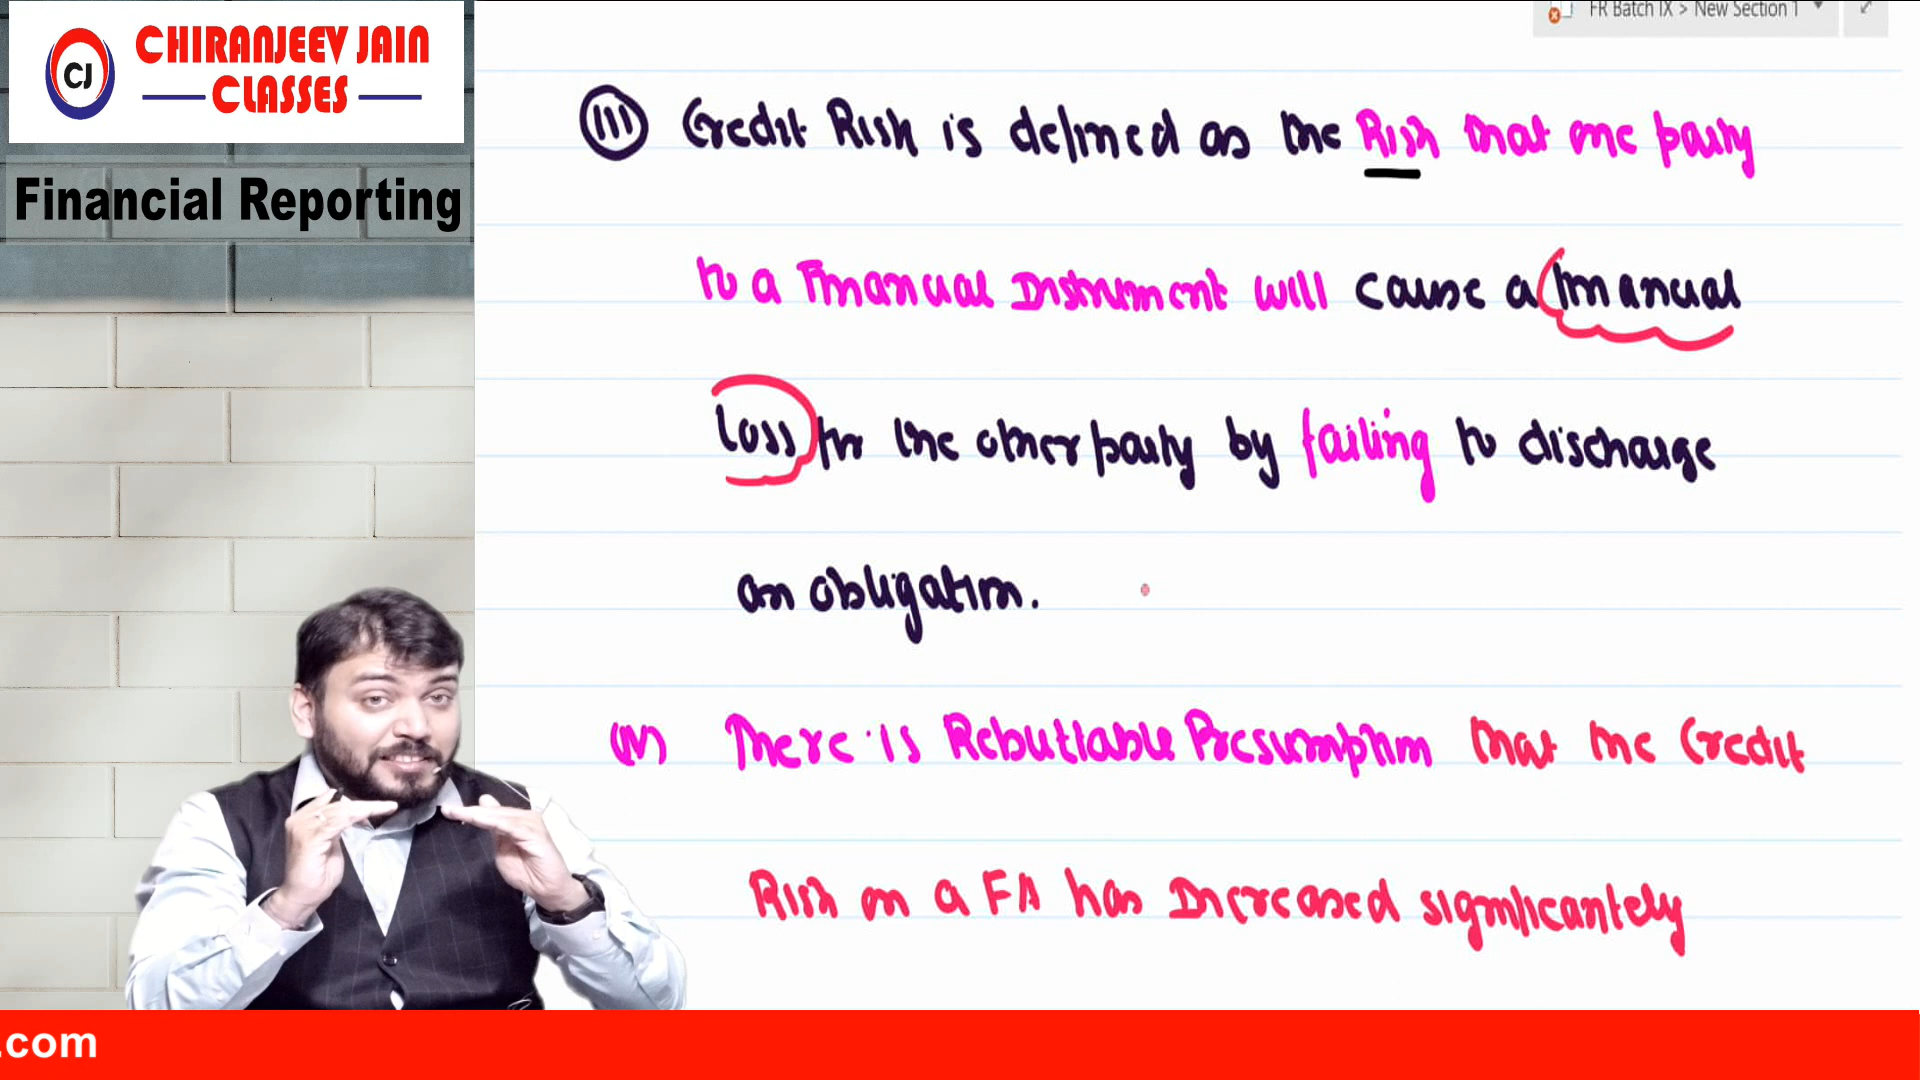 CHIRANJEEV JAIN
CLASSES
CJ
Financial Reporting
FR Batch IX > New Section 1
(III) Credit Risk is defined as the Risk that one party
to a Financial Instrument will cause a financial
loss for the other party by failing to discharge
an obligation.
(IV) There is Rebuttable Presumption that the Credit
Risk on a FA has Increased significantely
.com